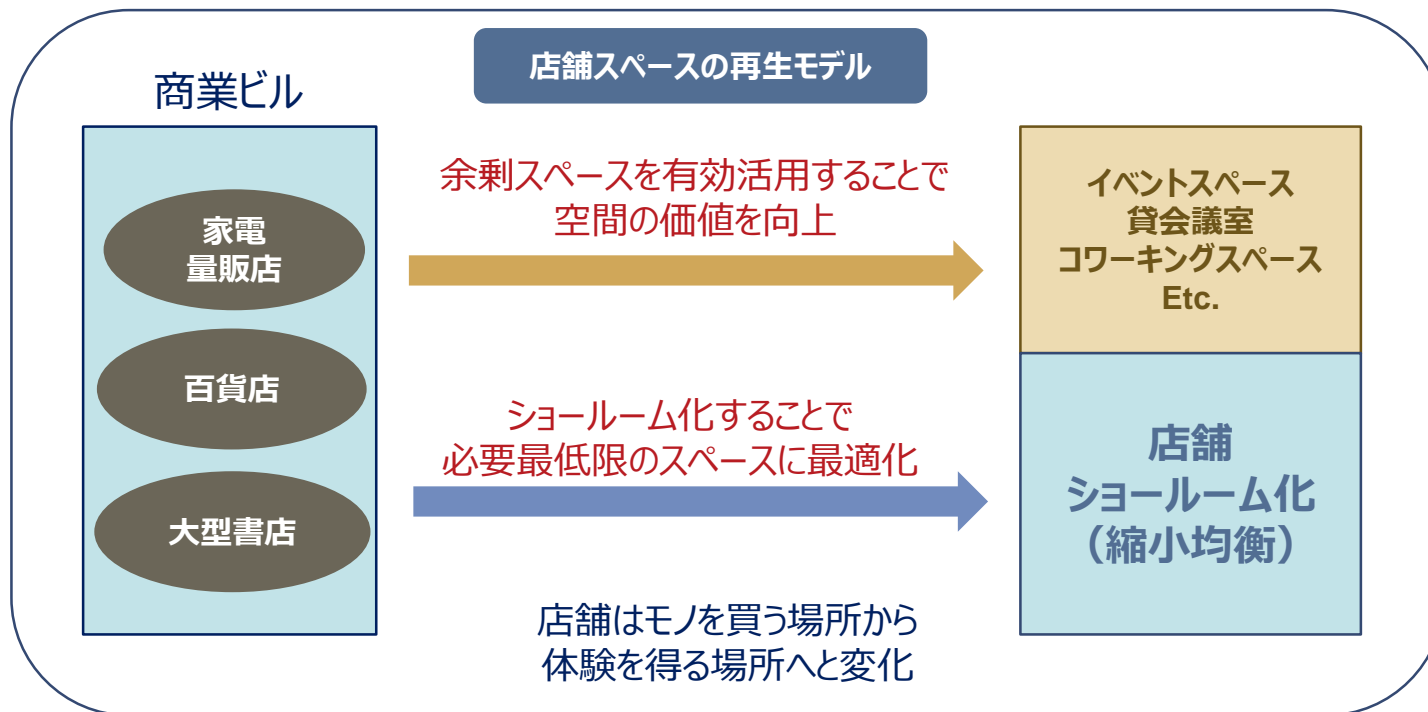 店舗スペースの再生モデル
商業ビル
家電
量販店
百貨店
大型書店
余剰スペースを有効活用することで
空間の価値を向上
ショールーム化することで
必要最低限のスペースに最適化
店舗はモノを買う場所から
体験を得る場所へと変化
イベントスペース
貸会議室
コワーキングスペース
Etc.
店舗
ショールーム化
（縮小均衡）